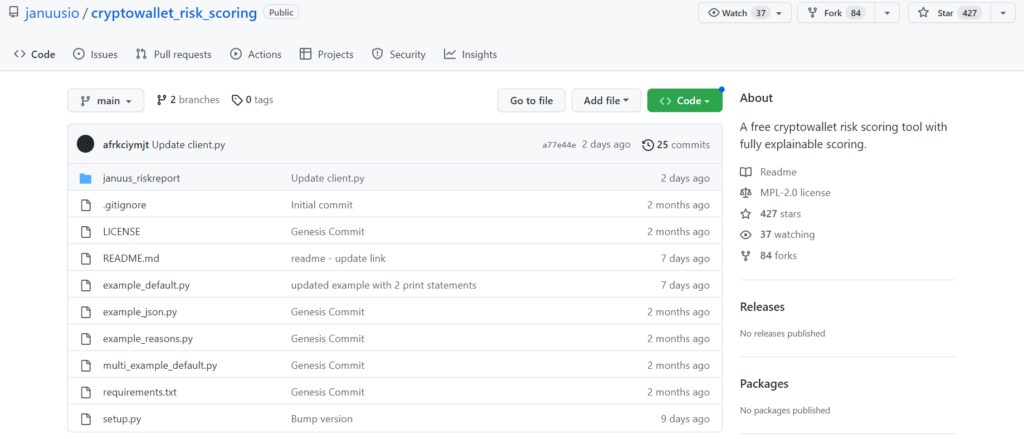 januusio / cryptowallet_risk_scoring Public
Watch 37 Fork 84 Star 427
Code Issues Pull requests Actions Projects Security Insights
main 2 branches 0 tags Go to file Add file Code
afrkciymjt Update client.py a77e44e 2 days ago 25 commits
januus_riskreport Update client.py 2 days ago
.gitignore Initial commit 2 months ago
LICENSE Genesis Commit 2 months ago
README.md readme - update link 7 days ago
example_default.py updated example with 2 print statements 7 days ago
example_json.py Genesis Commit 2 months ago
example_reasons.py Genesis Commit 2 months ago
multi_example_default.py Genesis Commit 2 months ago
requirements.txt Genesis Commit 2 months ago
setup.py Bump version 9 days ago
About
A free cryptowallet risk scoring tool with
fully explainable scoring.
Readme
MPL-2.0 license
427 stars
37 watching
84 forks
Releases
No releases published
Packages
No packages published